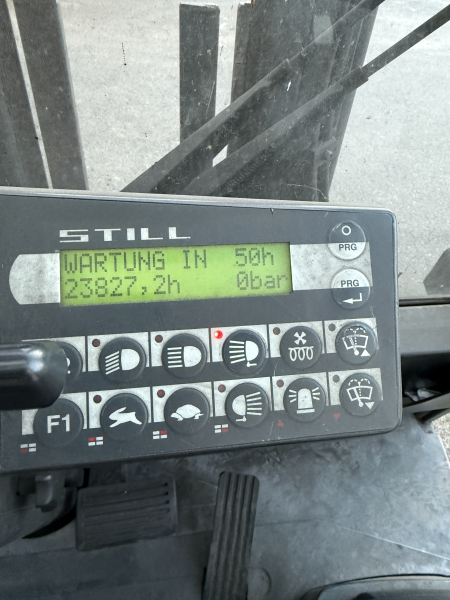 STILL
WARTUNG IN 50h
23827,2h 0bar
O
PRG
PRG
F1